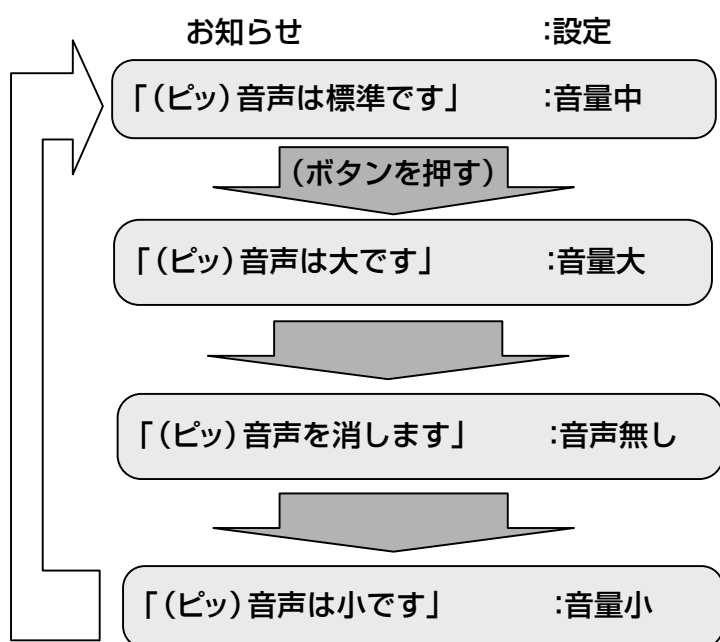 お知らせ :設定
「(ピッ)音声は標準です」 :音量中
(ボタンを押す)
「(ピッ)音声は大です」 :音量大
「(ピッ)音声を消します」 :音声無し
「(ピッ)音声は小です」 :音量小